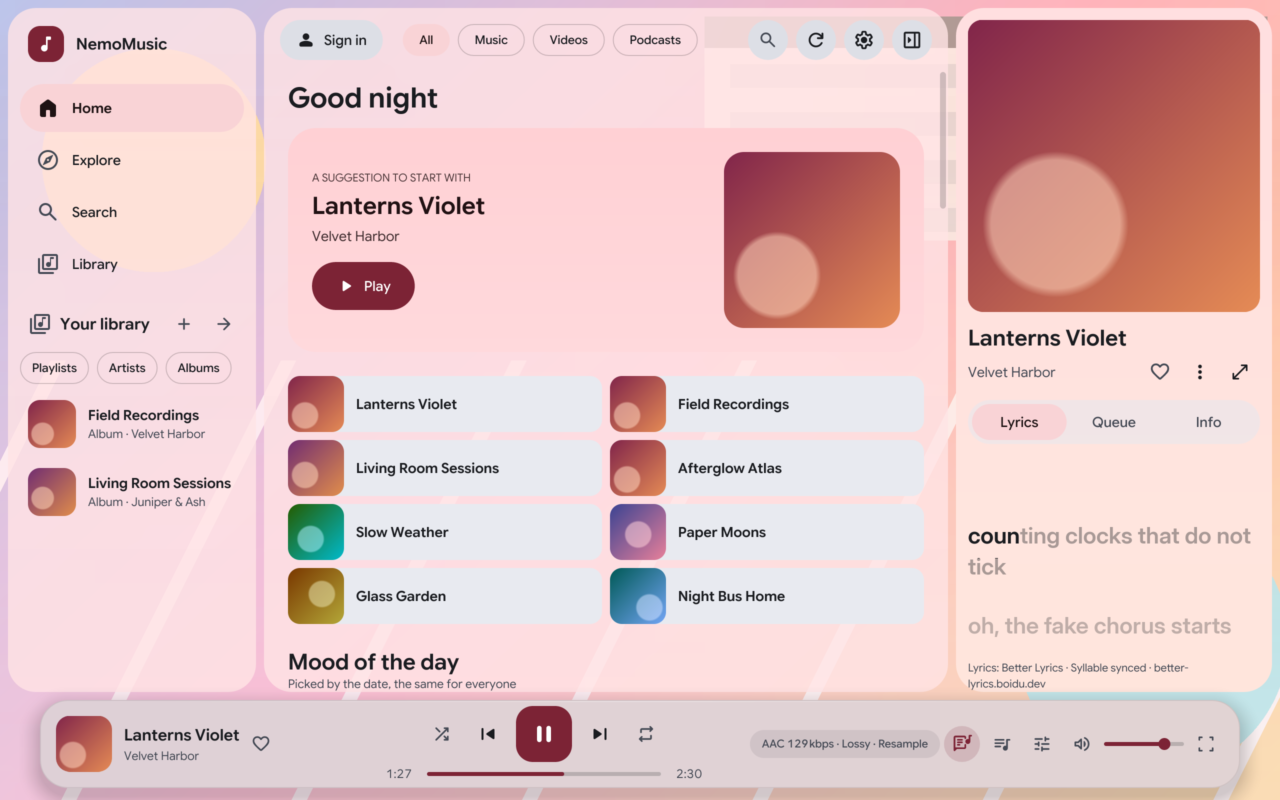 NemoMusic
Home
Explore
Search
Library
Your library
Playlists
Artists
Albums
Field Recordings
Album · Velvet Harbor
Living Room Sessions
Album · Juniper & Ash
Sign in
All
Music
Videos
Podcasts
Good night
A SUGGESTION TO START WITH
Lanterns Violet
Velvet Harbor
Play
Lanterns Violet
Field Recordings
Living Room Sessions
Afterglow Atlas
Slow Weather
Paper Moons
Glass Garden
Night Bus Home
Mood of the day
Picked by the date, the same for everyone
Lanterns Violet
Velvet Harbor
Lyrics
Queue
Info
counting clocks that do not
tick
oh, the fake chorus starts
Lyrics: Better Lyrics · Syllable synced · better-
lyrics.boidu.dev
Lanterns Violet
Velvet Harbor
1:27
2:30
AAC 129 kbps · Lossy · Resample